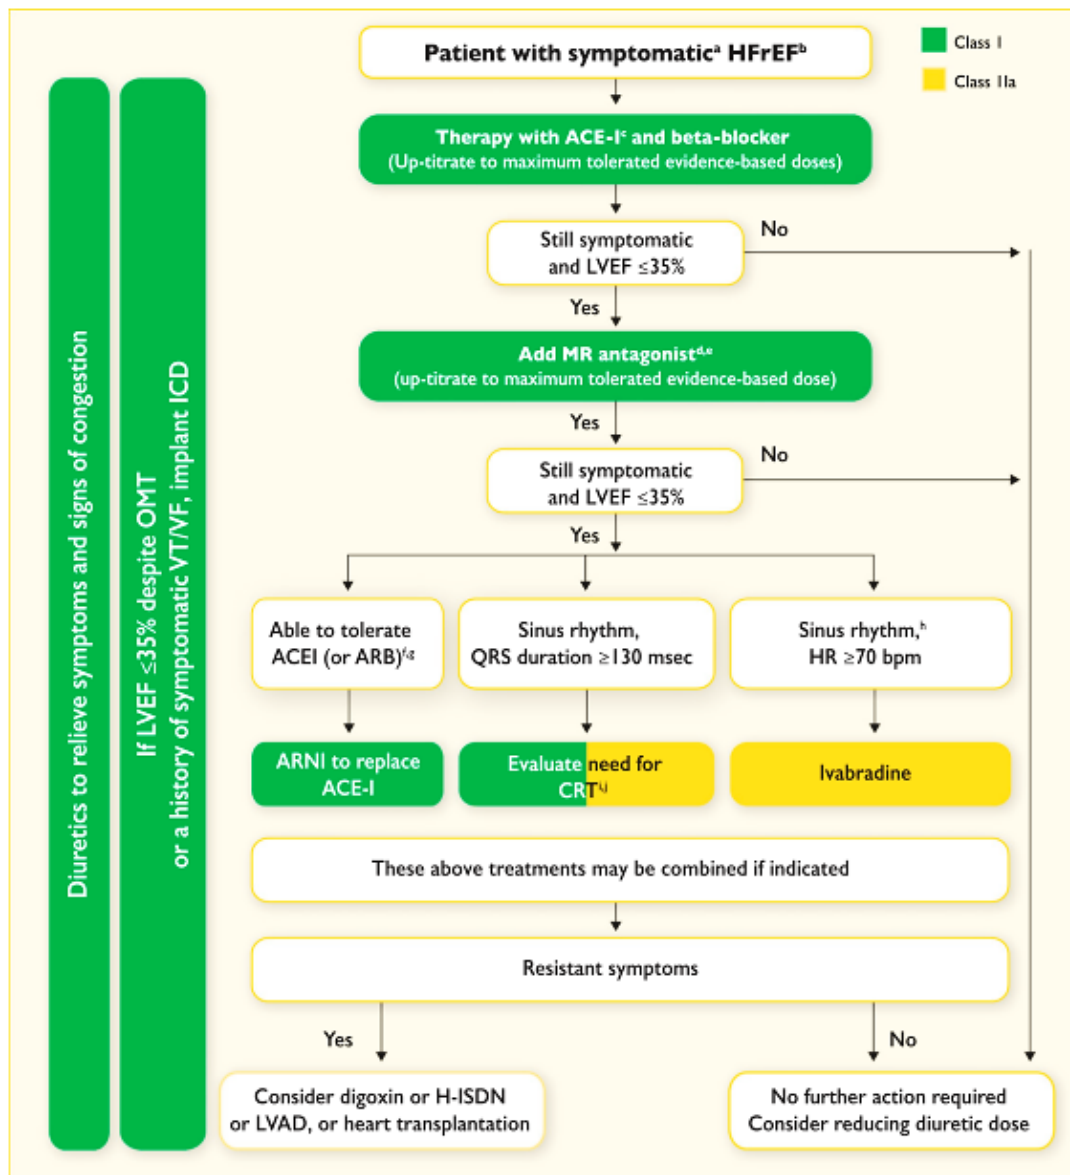 Patient with symptomaticᵃ HFrEFᵇ
Class I
Class IIa
Therapy with ACE-Iᶜ and beta-blocker
(Up-titrate to maximum tolerated evidence-based doses)
Still symptomatic
and LVEF ≤35%
No
Yes
Add MR antagonistᵈ,ᵉ
(up-titrate to maximum tolerated evidence-based dose)
Yes
Still symptomatic
and LVEF ≤35%
No
Yes
Able to tolerate
ACEI (or ARB)ᶠ,ᵍ
Sinus rhythm,
QRS duration ≥130 msec
Sinus rhythm,ʰ
HR ≥70 bpm
ARNI to replace
ACE-I
Evaluate need for
CRTⁱ,ʲ
Ivabradine
These above treatments may be combined if indicated
Resistant symptoms
Yes
No
Consider digoxin or H-ISDN
or LVAD, or heart transplantation
No further action required
Consider reducing diuretic dose
Diuretics to relieve symptoms and signs of congestion
If LVEF ≤35% despite OMT
or a history of symptomatic VT/VF, implant ICD